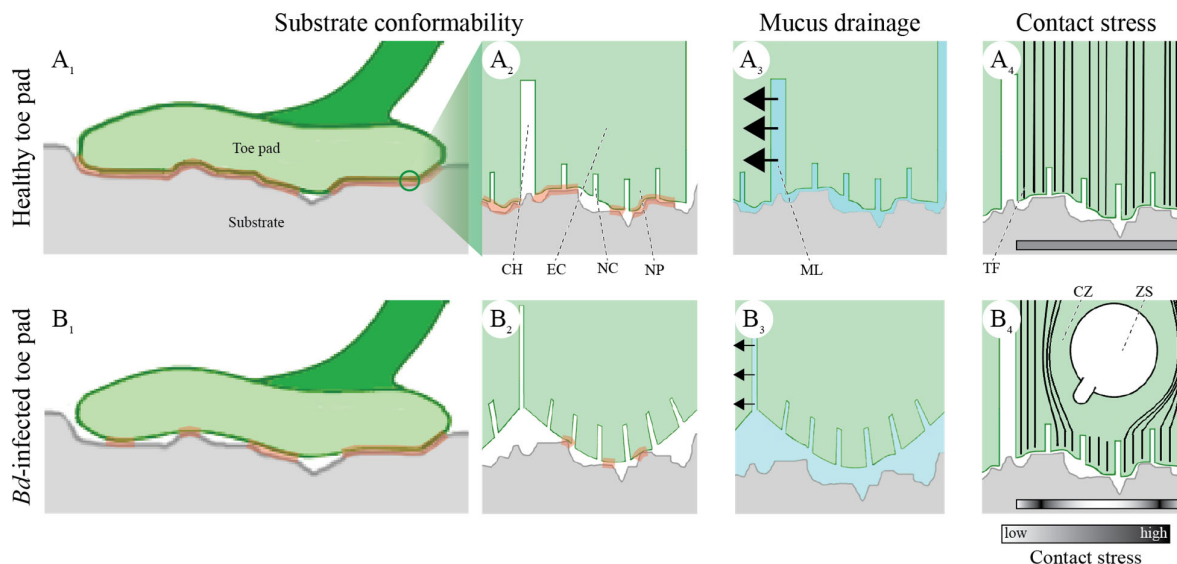 Substrate conformability
Mucus drainage
Contact stress
Healthy toe pad
A1
A2
A3
A4
Toe pad
Substrate
CH
EC
NC
NP
ML
TF
Bd-infected toe pad
B1
B2
B3
B4
CZ
ZS
low
high
Contact stress